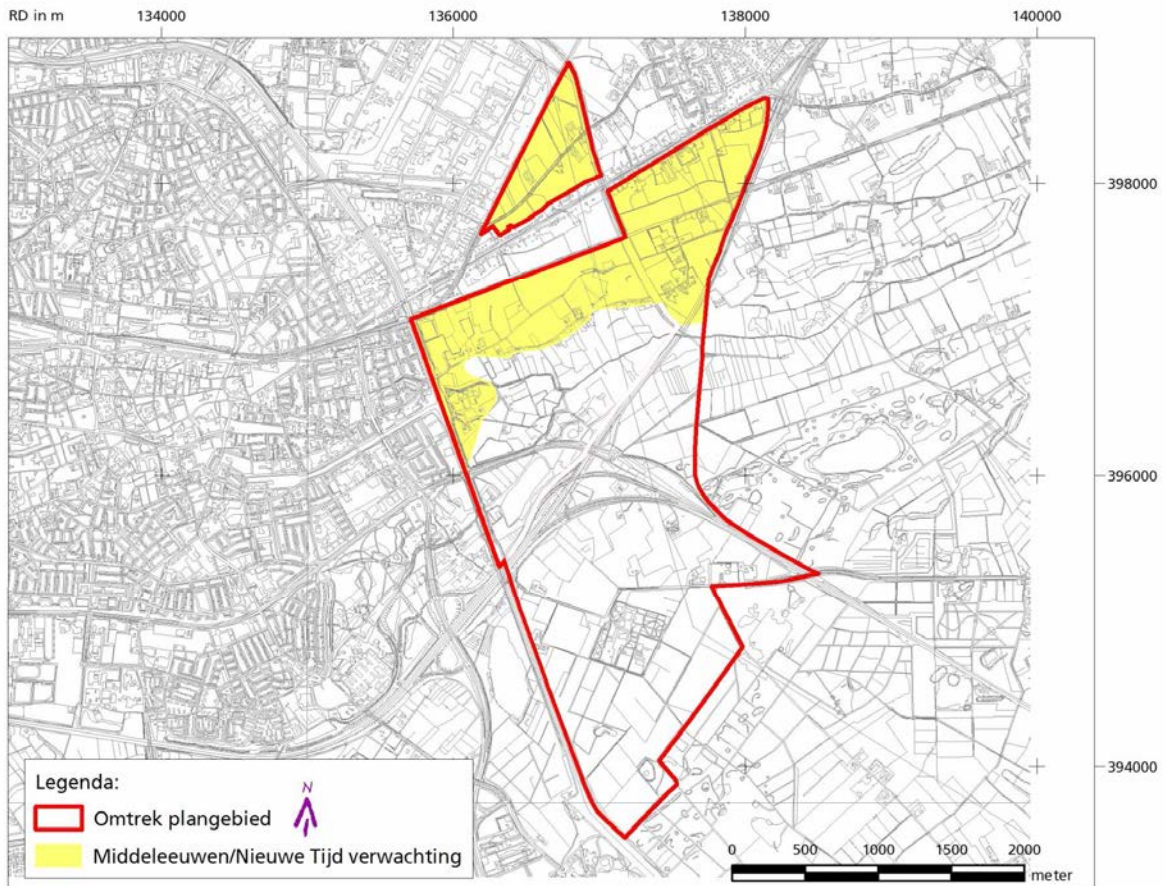 RD in m 134000 136000 138000 140000
398000
396000
394000
Legenda:
N
Omtrek plangebied
Middeleeuwen/Nieuwe Tijd verwachting
0 500 1000 1500 2000
meter